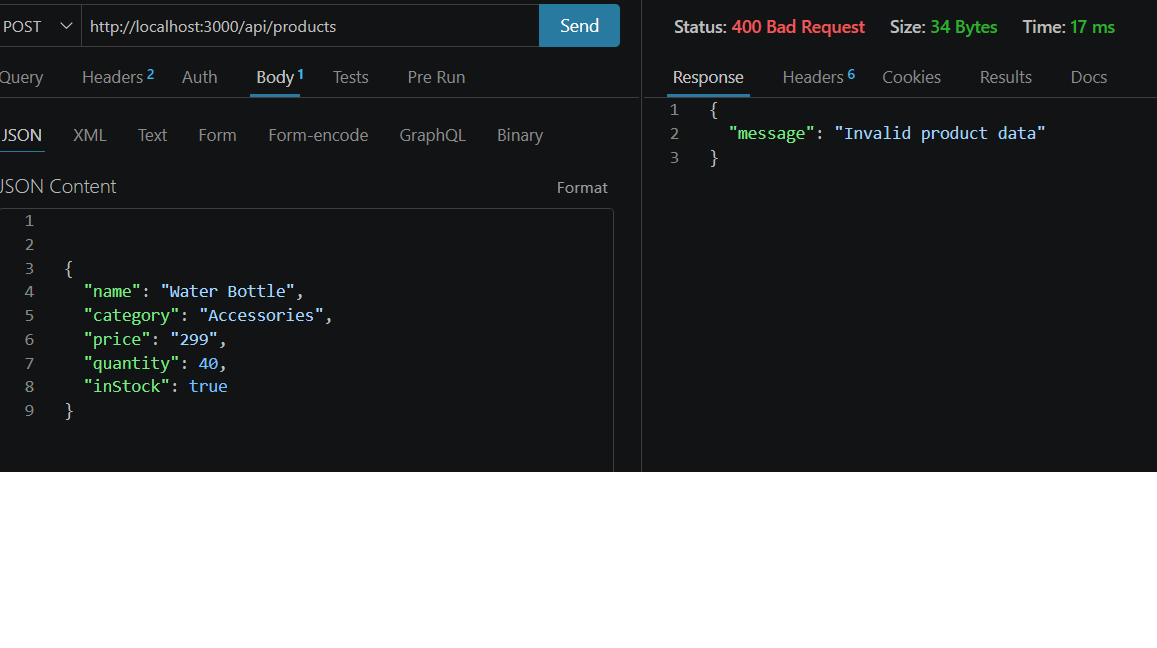 POST http://localhost:3000/api/products Send
Query Headers 2 Auth Body 1 Tests Pre Run
JSON XML Text Form Form-encode GraphQL Binary
JSON Content Format
1
2
3 {
4 "name": "Water Bottle",
5 "category": "Accessories",
6 "price": "299",
7 "quantity": 40,
8 "inStock": true
9 }
Status: 400 Bad Request Size: 34 Bytes Time: 17 ms
Response Headers 6 Cookies Results Docs
1 {
2 "message": "Invalid product data"
3 }